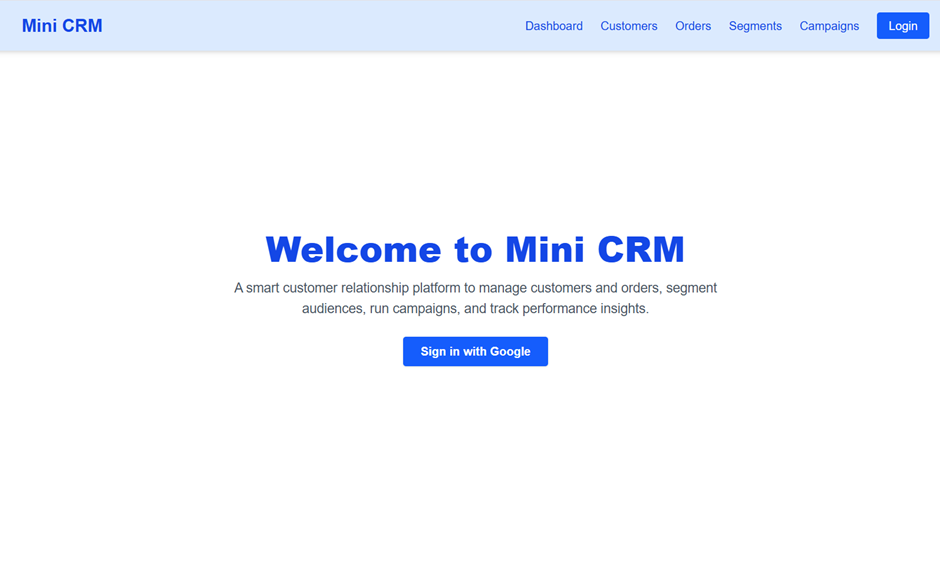 Mini CRM
Dashboard Customers Orders Segments Campaigns Login
Welcome to Mini CRM
A smart customer relationship platform to manage customers and orders, segment
audiences, run campaigns, and track performance insights.
Sign in with Google